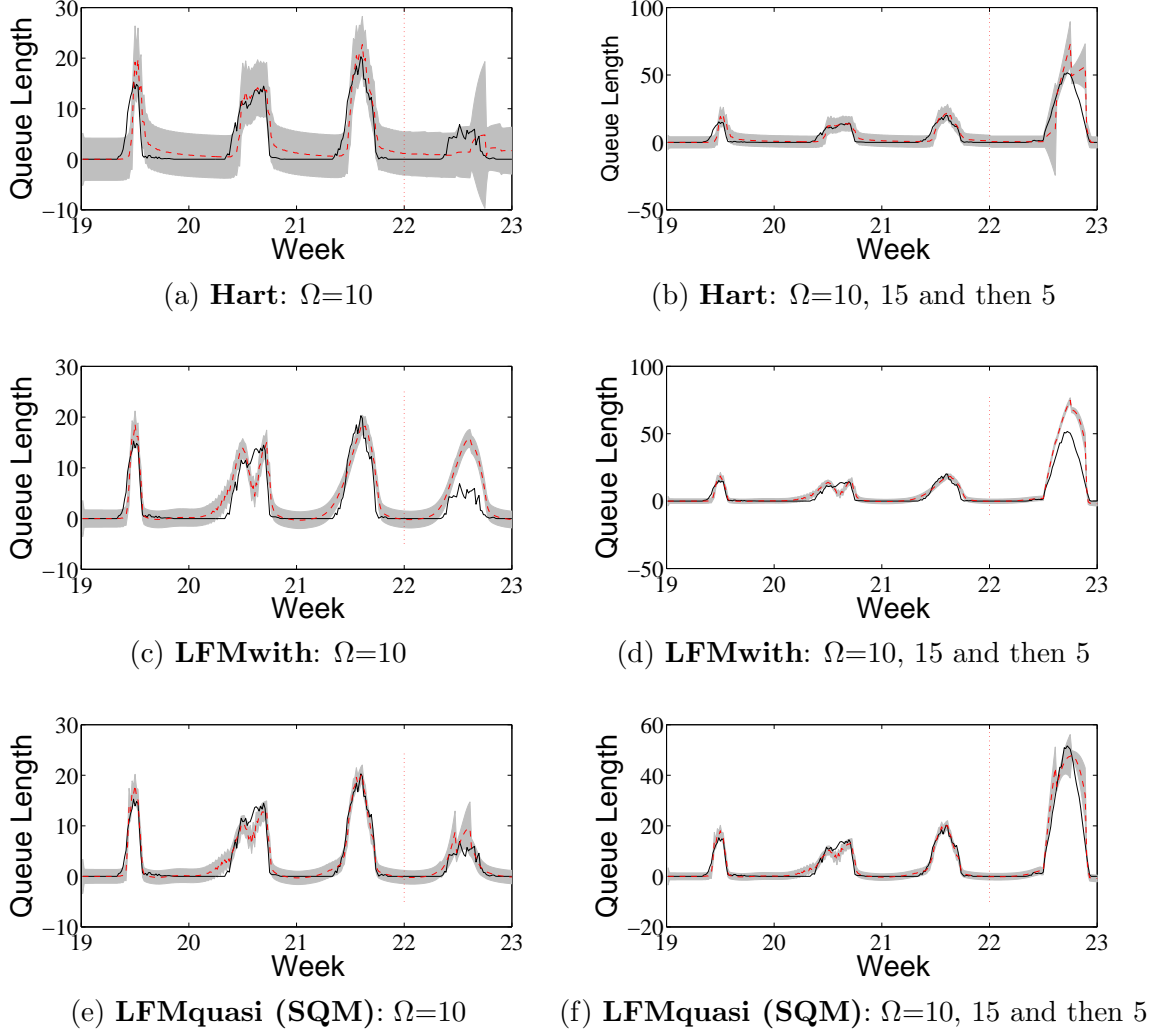 30
20
10
0
−10
Queue Length
19 20 21 22 23
Week
(a) Hart: Ω=10
100
50
0
−50
Queue Length
19 20 21 22 23
Week
(b) Hart: Ω=10, 15 and then 5
30
20
10
0
−10
Queue Length
19 20 21 22 23
Week
(c) LFMwith: Ω=10
100
50
0
−50
Queue Length
19 20 21 22 23
Week
(d) LFMwith: Ω=10, 15 and then 5
30
20
10
0
−10
Queue Length
19 20 21 22 23
Week
(e) LFMquasi (SQM): Ω=10
60
40
20
0
−20
Queue Length
19 20 21 22 23
Week
(f) LFMquasi (SQM): Ω=10, 15 and then 5